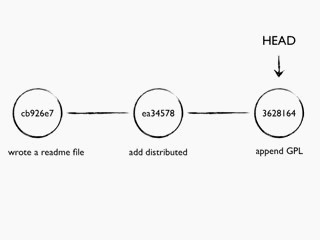 HEAD
cb926e7
ea34578
3628164
wrote a readme file
add distributed
append GPL